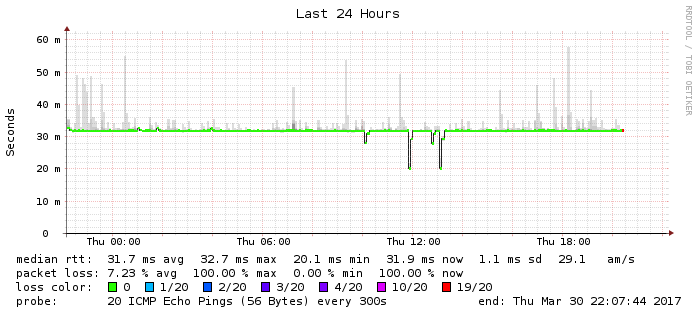 Last 24 Hours
RRDTOOL / TOBI OETIKER
Seconds
60 m
50 m
40 m
30 m
20 m
10 m
0
Thu 00:00 Thu 06:00 Thu 12:00 Thu 18:00
median rtt: 31.7 ms avg 32.7 ms max 20.1 ms min 31.9 ms now 1.1 ms sd 29.1 am/s
packet loss: 7.23 % avg 100.00 % max 0.00 % min 100.00 % now
loss color: 0 1/20 2/20 3/20 4/20 10/20 19/20
probe: 20 ICMP Echo Pings (56 Bytes) every 300s end: Thu Mar 30 22:07:44 2017